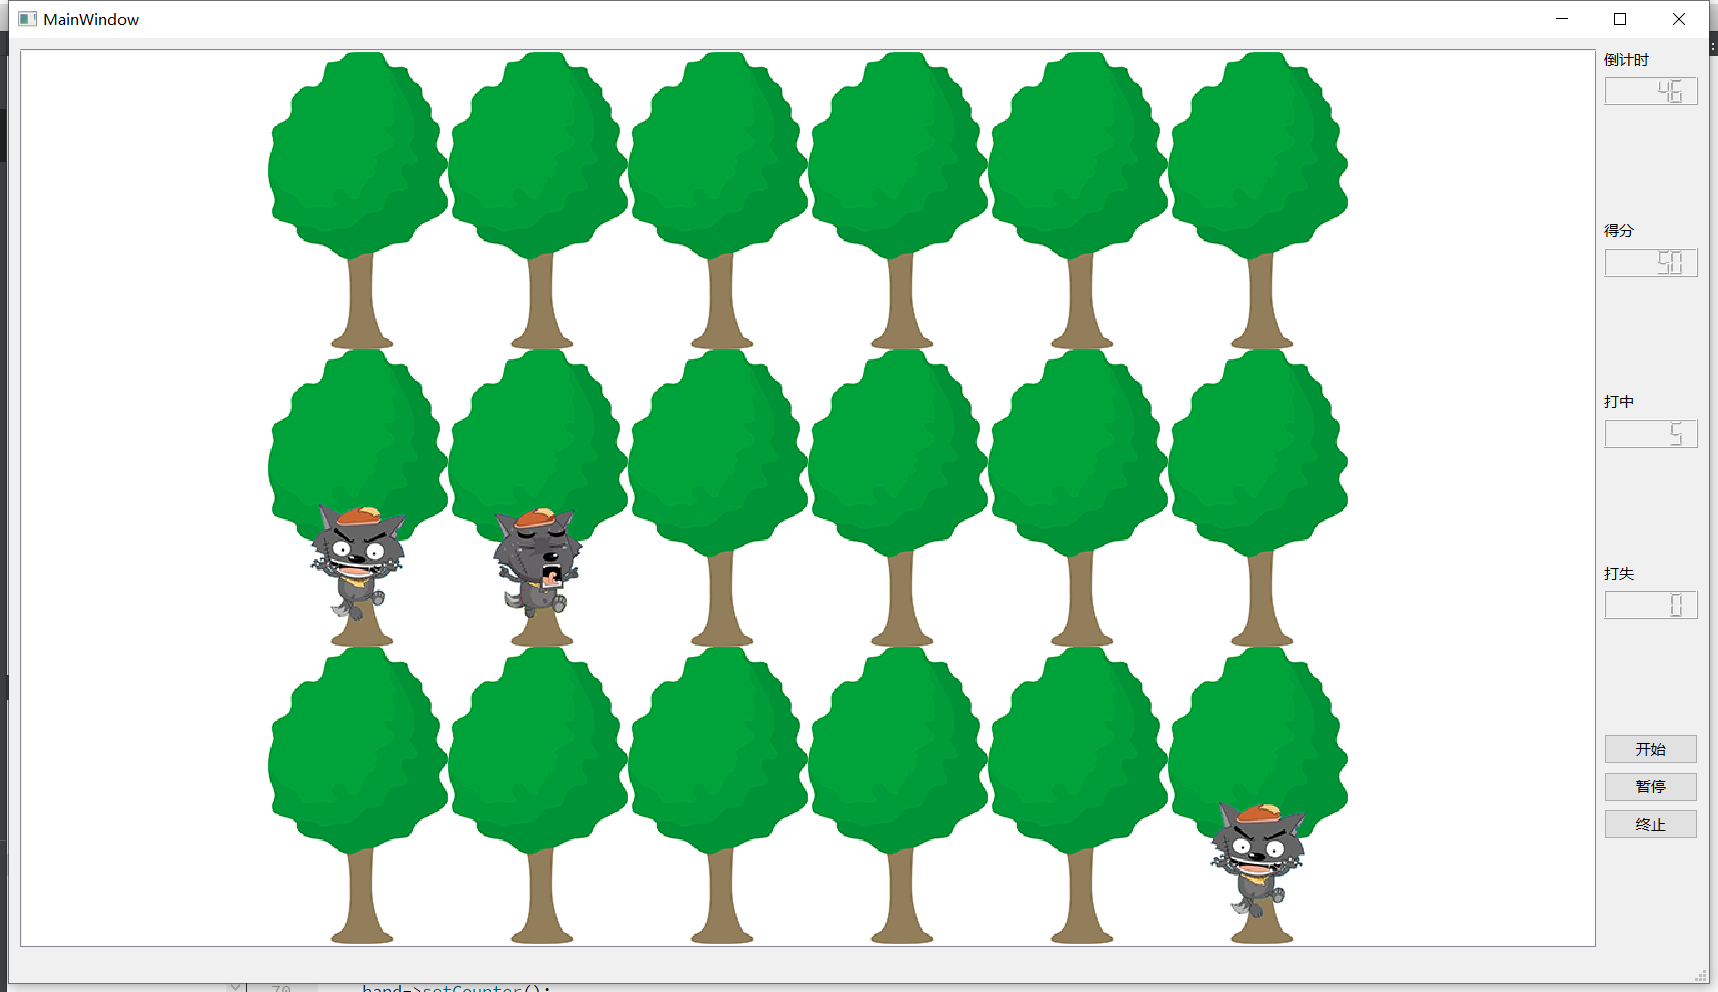 MainWindow
倒计时
46
得分
50
打中
5
打失
0
开始
暂停
终止
70 hand->setCounter();